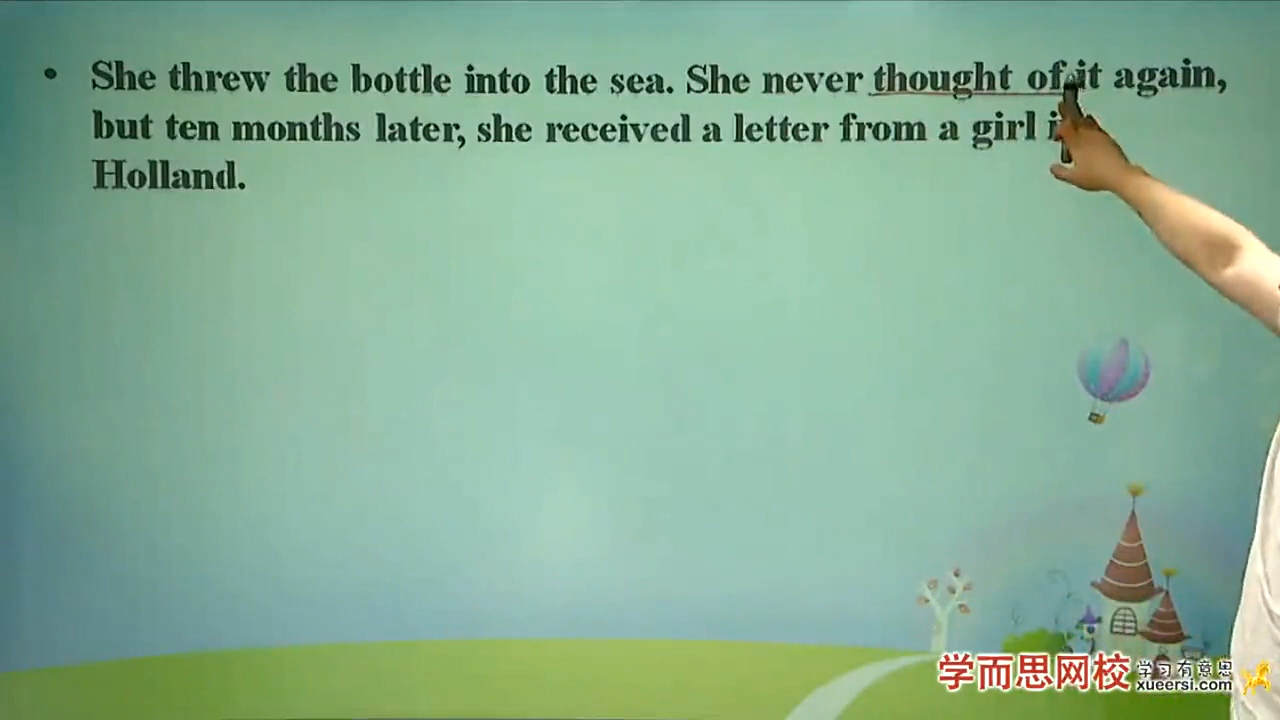 • She threw the bottle into the sea. She never thought of it again,
but ten months later, she received a letter from a girl
Holland.
学而思网校 学习有意思
xueersi.com